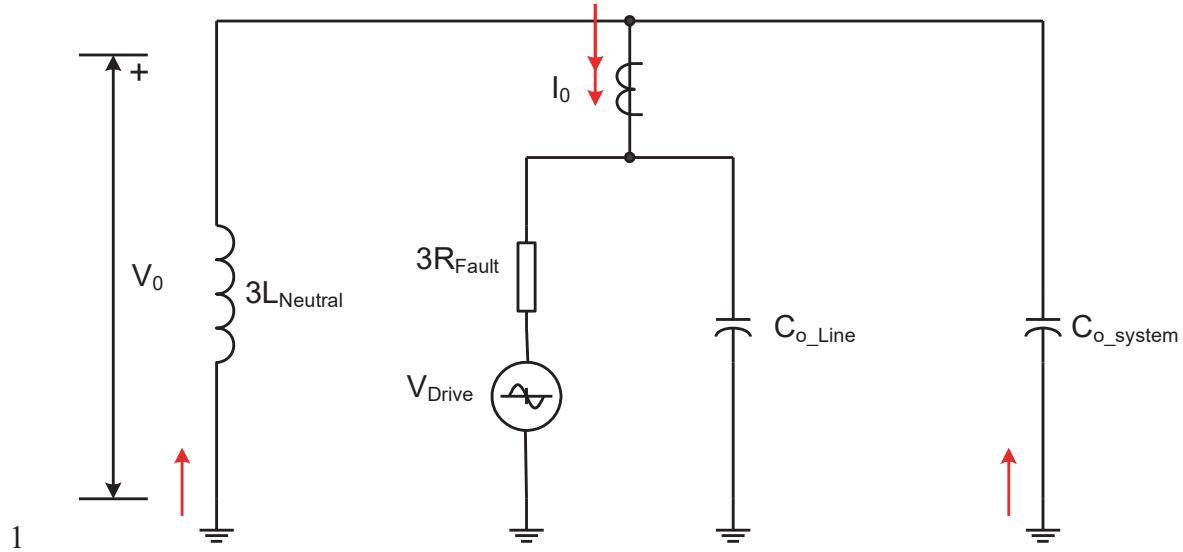 +
I0
3RFault
V0
3LNeutral
Co_Line
Co_system
VDrive
1